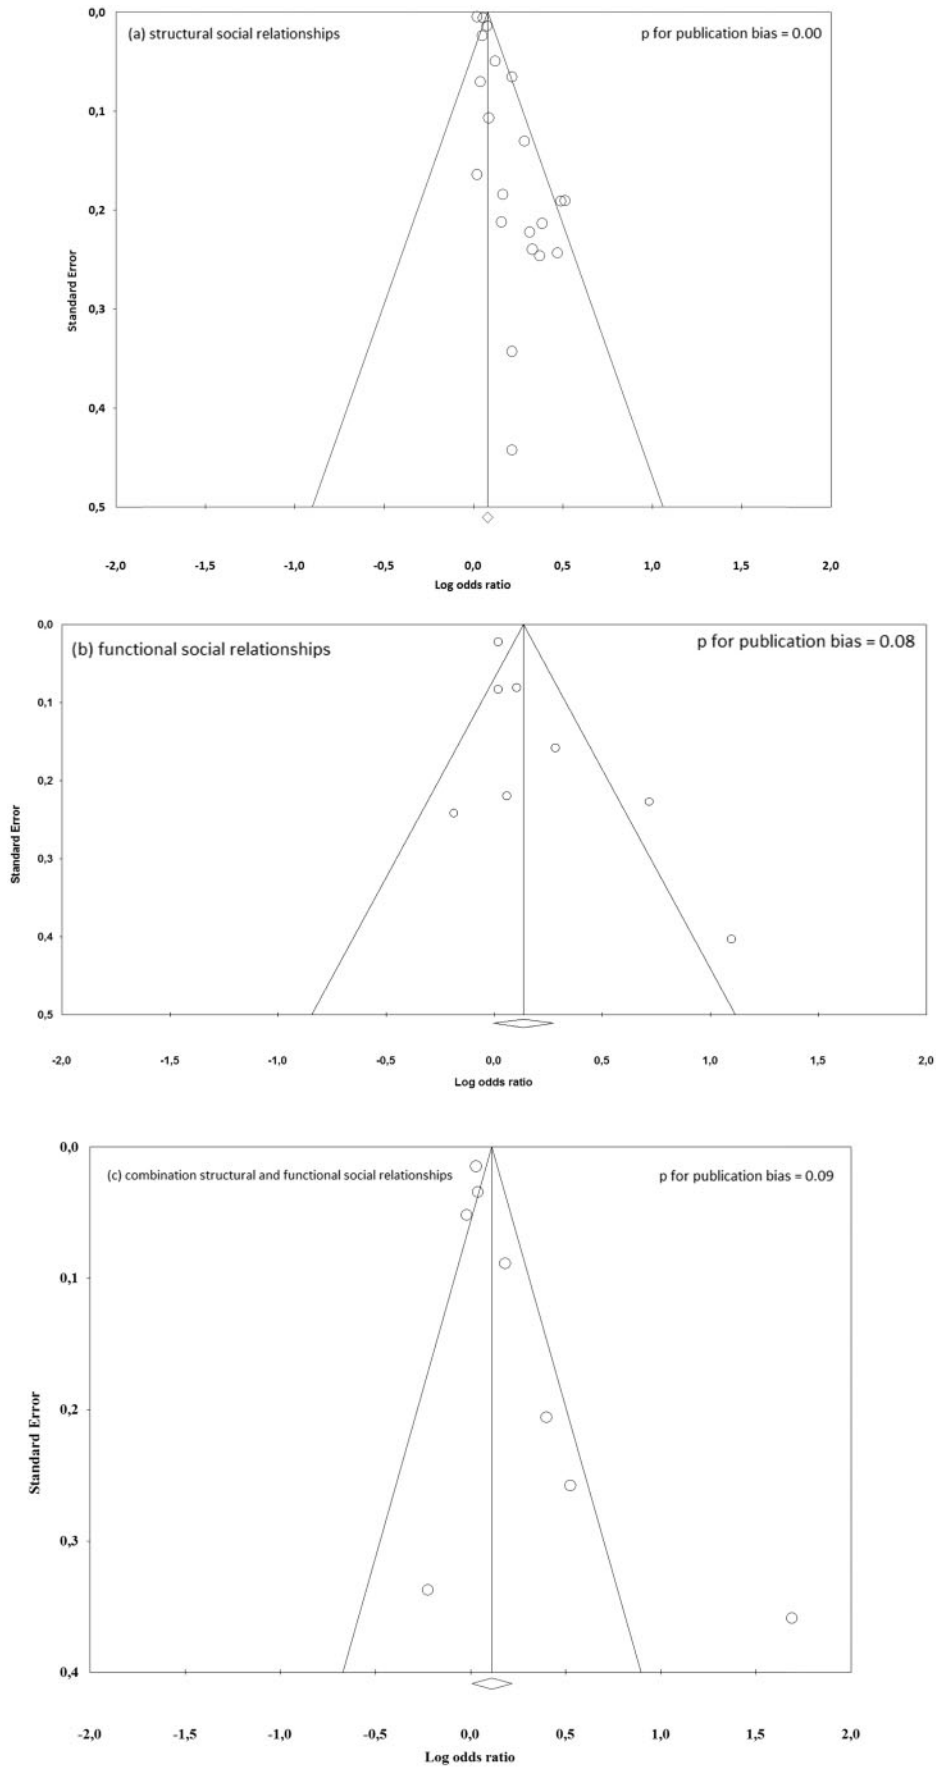 0,0
(a) structural social relationships
p for publication bias = 0.00
0,1
0,2
Standard Error
0,3
0,4
0,5
-2,0 -1,5 -1,0 -0,5 0,0 0,5 1,0 1,5 2,0
Log odds ratio
0,0
(b) functional social relationships
p for publication bias = 0.08
0,1
0,2
Standard Error
0,3
0,4
0,5
-2,0 -1,5 -1,0 -0,5 0,0 0,5 1,0 1,5 2,0
Log odds ratio
0,0
(c) combination structural and functional social relationships
p for publication bias = 0.09
0,1
0,2
Standard Error
0,3
0,4
-2,0 -1,5 -1,0 -0,5 0,0 0,5 1,0 1,5 2,0
Log odds ratio